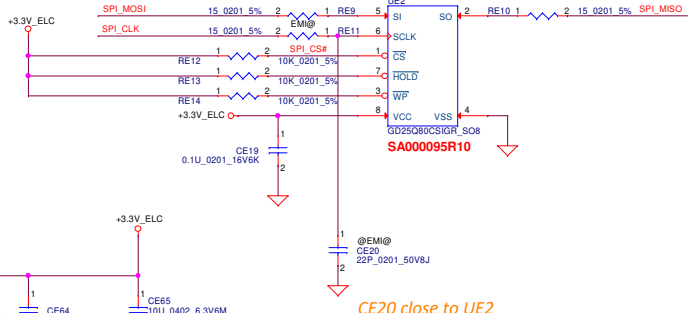 UE2
SPI_MOSI 15_0201_5% 2 1 RE9 5 SI SO 2 RE10 1 2 15_0201_5% SPI_MISO
EMI@
SPI_CLK 15_0201_5% 2 1 RE11 6 SCLK
+3.3V_ELC
SPI_CS#
RE12 1 2 10K_0201_5% 1 CS
RE13 1 2 10K_0201_5% 7 HOLD
RE14 1 2 10K_0201_5% 3 WP
+3.3V_ELC 8 VCC VSS 4
GD25Q80CSIGR_SO8
SA000095R10
1
CE19
0.1U_0201_16V6K
2
+3.3V_ELC
1
@EMI@
CE20
22P_0201_50V8J
2
1 CE64
1 CE65
10U_0402_6.3V6M
CE20 close to UE2